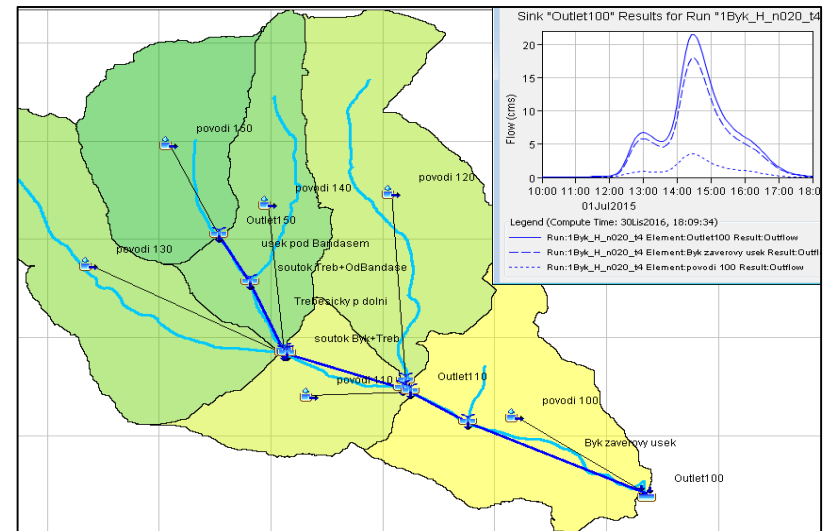 Sink "Outlet100" Results for Run "1Byk_H_n020_t4
20
15
10
5
0
Flow (cms)
10:00 11:00 12:00 13:00 14:00 15:00 16:00 17:00 18:0
01Jul2015
Legend (Compute Time: 30Lis2016, 18:09:34)
Run:1Byk_H_n020_t4 Element:Outlet100 Result:Outflow
Run:1Byk_H_n020_t4 Element:Byk zaverovy usek Result:Outfl
Run:1Byk_H_n020_t4 Element:povodi 100 Result:Outflow
povodi 150
povodi 120
povodi 140
Outlet150
usek pod Bandasem
povodi 130
soutok Treb+OdBandase
Trebesicky p dolni
soutok Byk+Treb
povodi 110
Outlet110
povodi 100
Byk zaverovy usek
Outlet100